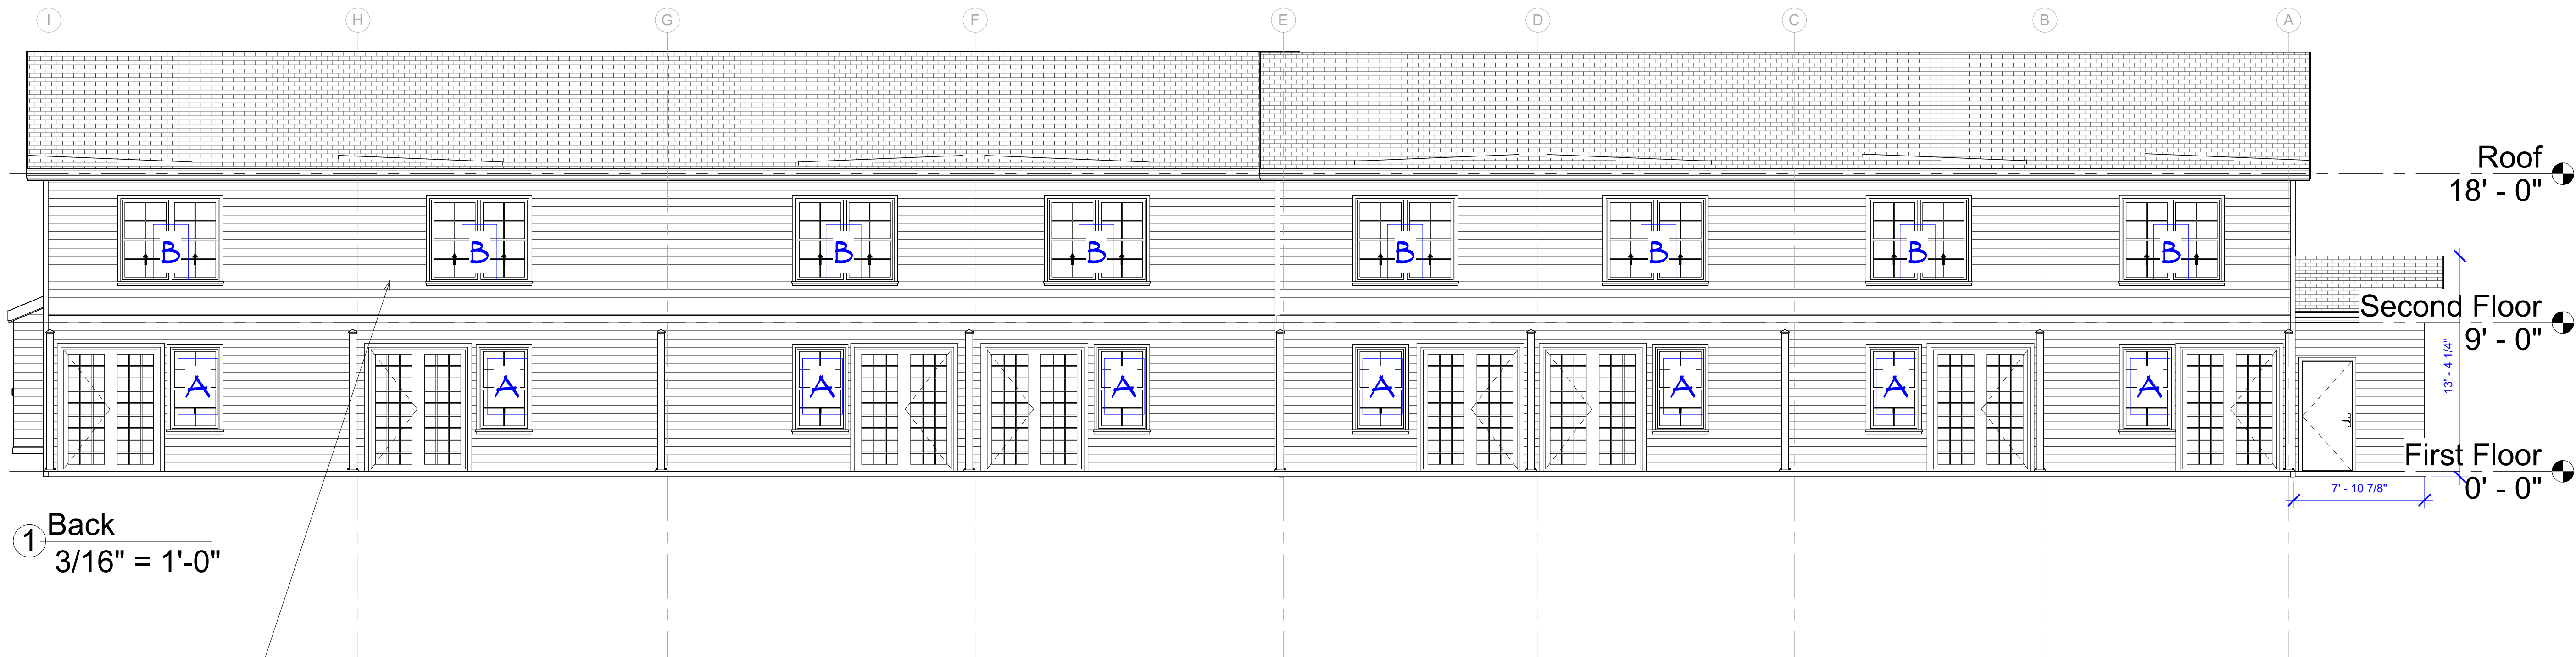 I H G F E D C B A
Roof
18' - 0"
B B B B B B B B
Second Floor
9' - 0"
13' - 4 1/4"
A A A A A A A A
First Floor
0' - 0"
7' - 10 7/8"
1 Back
3/16" = 1'-0"